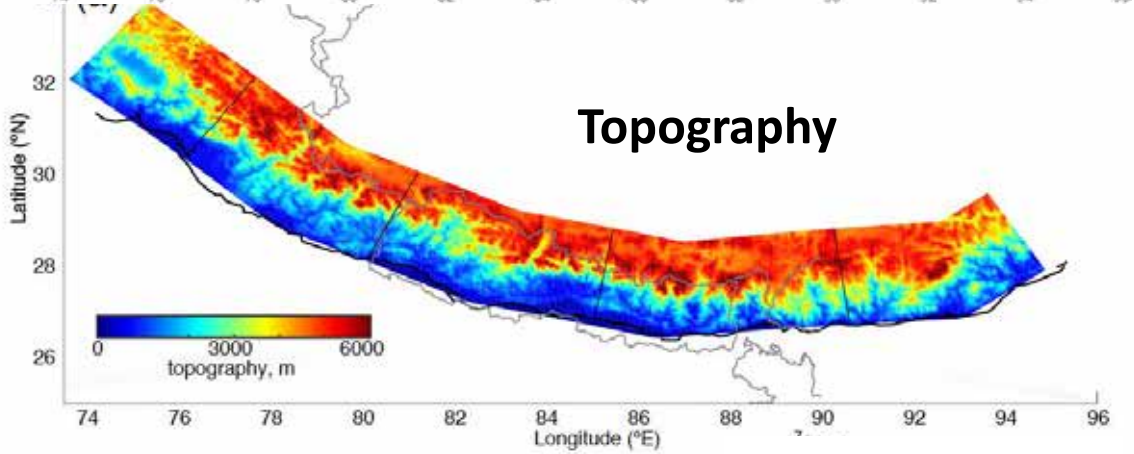 (a)
Topography
Latitude (°N)
32
30
28
26
0 3000 6000
topography, m
74 76 78 80 82 84 86 88 90 92 94 96
Longitude (°E)